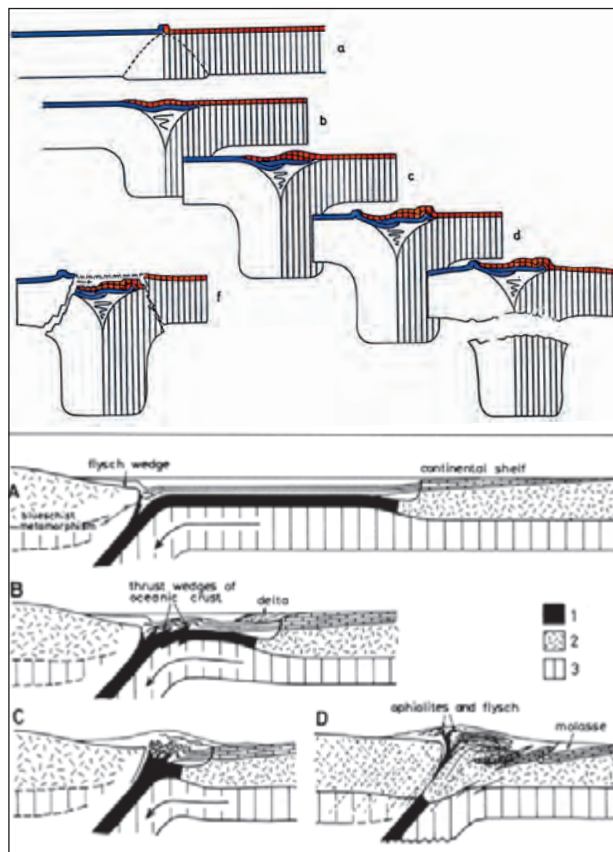 a
b
c
d
f
flysch wedge
continental shelf
A
blueschist
metamorphism
B
thrust wedges of
oceanic crust
delta
1
2
3
C
D
ophiolites and flysch
molasse